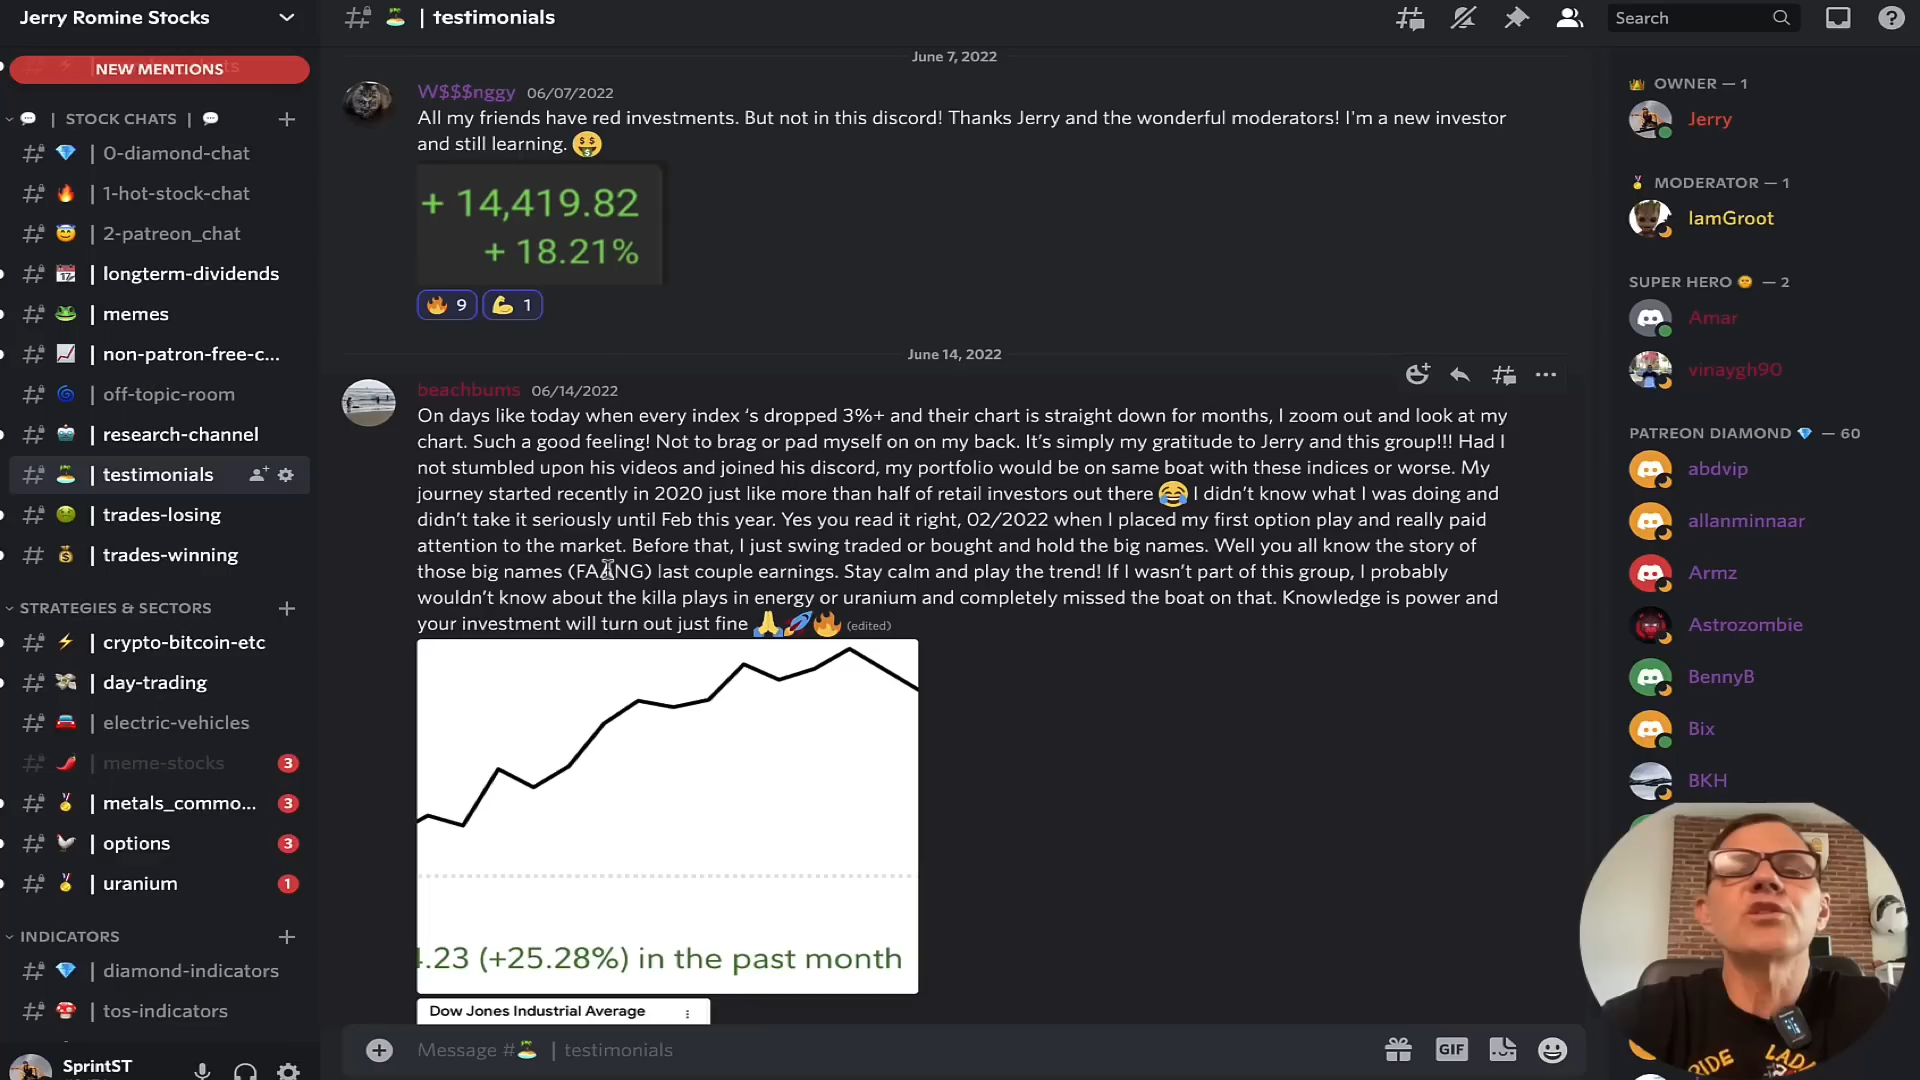 Jerry Romine Stocks
NEW MENTIONS
| STOCK CHATS |
| 0-diamond-chat
| 1-hot-stock-chat
| 2-patreon_chat
| longterm-dividends
| memes
| non-patron-free-c...
| off-topic-room
| research-channel
| testimonials
| trades-losing
| trades-winning
STRATEGIES & SECTORS
| crypto-bitcoin-etc
| day-trading
| electric-vehicles
| meme-stocks 3
| metals_commo... 3
| options 3
| uranium 1
INDICATORS
| diamond-indicators
| tos-indicators
SprintST
| testimonials
Search
June 7, 2022
W$$$nggy 06/07/2022
All my friends have red investments. But not in this discord! Thanks Jerry and the wonderful moderators! I'm a new investor
and still learning. 🤑
+ 14,419.82
+ 18.21%
🔥 9 💪 1
June 14, 2022
beachbums 06/14/2022
On days like today when every index ‘s dropped 3%+ and their chart is straight down for months, I zoom out and look at my
chart. Such a good feeling! Not to brag or pad myself on on my back. It’s simply my gratitude to Jerry and this group!!! Had I
not stumbled upon his videos and joined his discord, my portfolio would be on same boat with these indices or worse. My
journey started recently in 2020 just like more than half of retail investors out there 😂 I didn’t know what I was doing and
didn’t take it seriously until Feb this year. Yes you read it right, 02/2022 when I placed my first option play and really paid
attention to the market. Before that, I just swing traded or bought and hold the big names. Well you all know the story of
those big names (FAANG) last couple earnings. Stay calm and play the trend! If I wasn’t part of this group, I probably
wouldn’t know about the killa plays in energy or uranium and completely missed the boat on that. Knowledge is power and
your investment will turn out just fine 🙏🚀🔥 (edited)
4.23 (+25.28%) in the past month
Dow Jones Industrial Average
Message # | testimonials
GIF
OWNER — 1
Jerry
MODERATOR — 1
IamGroot
SUPER HERO 🌞 — 2
Amar
vinaygh90
PATREON DIAMOND 💎 — 60
abdvip
allanminnaar
Armz
Astrozombie
BennyB
Bix
BKH
RIDE LAD